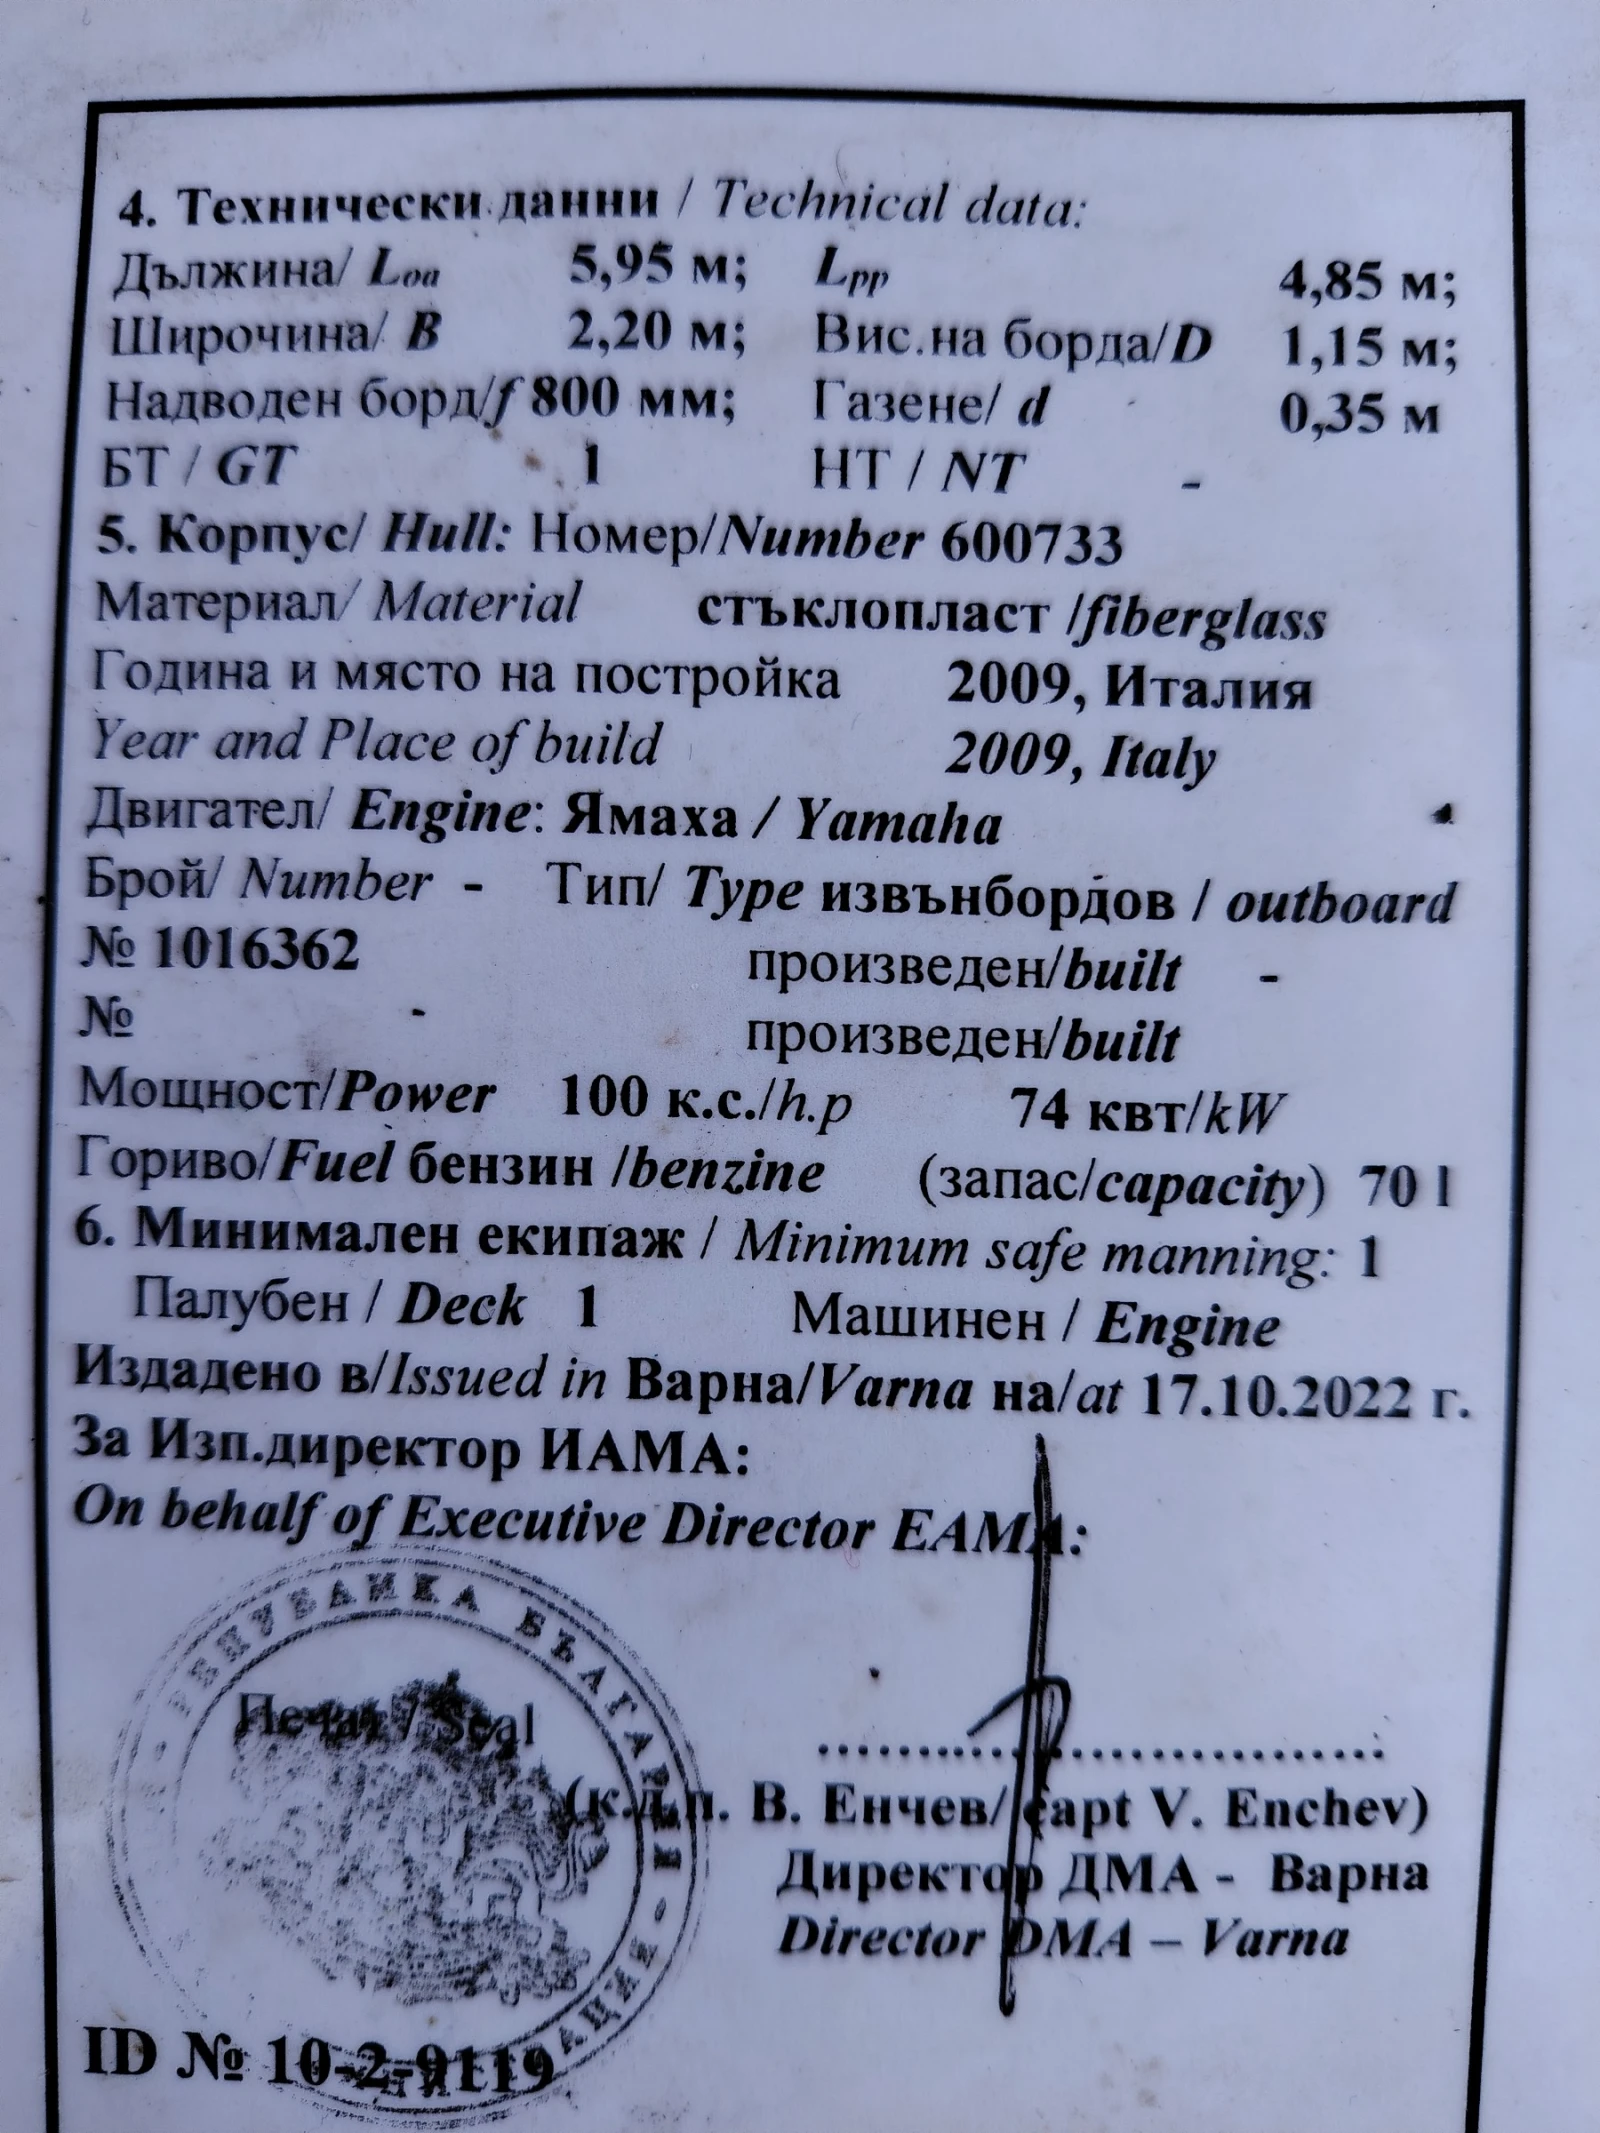 4. Технически данни / Technical data:
Дължина/ Loa 5,95 м; Lpp 4,85 м;
Широчина/ B 2,20 м; Вис.на борда/D 1,15 м;
Надводен борд/f 800 мм; Газене/ d 0,35 м
БТ / GT 1 НТ / NT -
5. Корпус/ Hull: Номер/Number 600733
Материал/ Material стъклопласт /fiberglass
Година и място на постройка 2009, Италия
Year and Place of build 2009, Italy
Двигател/ Engine: Ямаха / Yamaha
Брой/ Number - Тип/ Type извънбордов / outboard
№ 1016362 произведен/built -
№ - произведен/built
Мощност/Power 100 к.с./h.p 74 квт/kW
Гориво/Fuel бензин /benzine (запас/capacity) 70 l
6. Минимален екипаж / Minimum safe manning: 1
Палубен / Deck 1 Машинен / Engine
Издадено в/Issued in Варна/Varna на/at 17.10.2022 г.
За Изп.директор ИАМА:
On behalf of Executive Director EAMA:
РЕПУБЛИКА БЪЛГАРИЯ
Печат / Seal
(к.д.п. В. Енчев/ capt V. Enchev)
Директор ДМА - Варна
Director DMA – Varna
ID № 10-2-9119